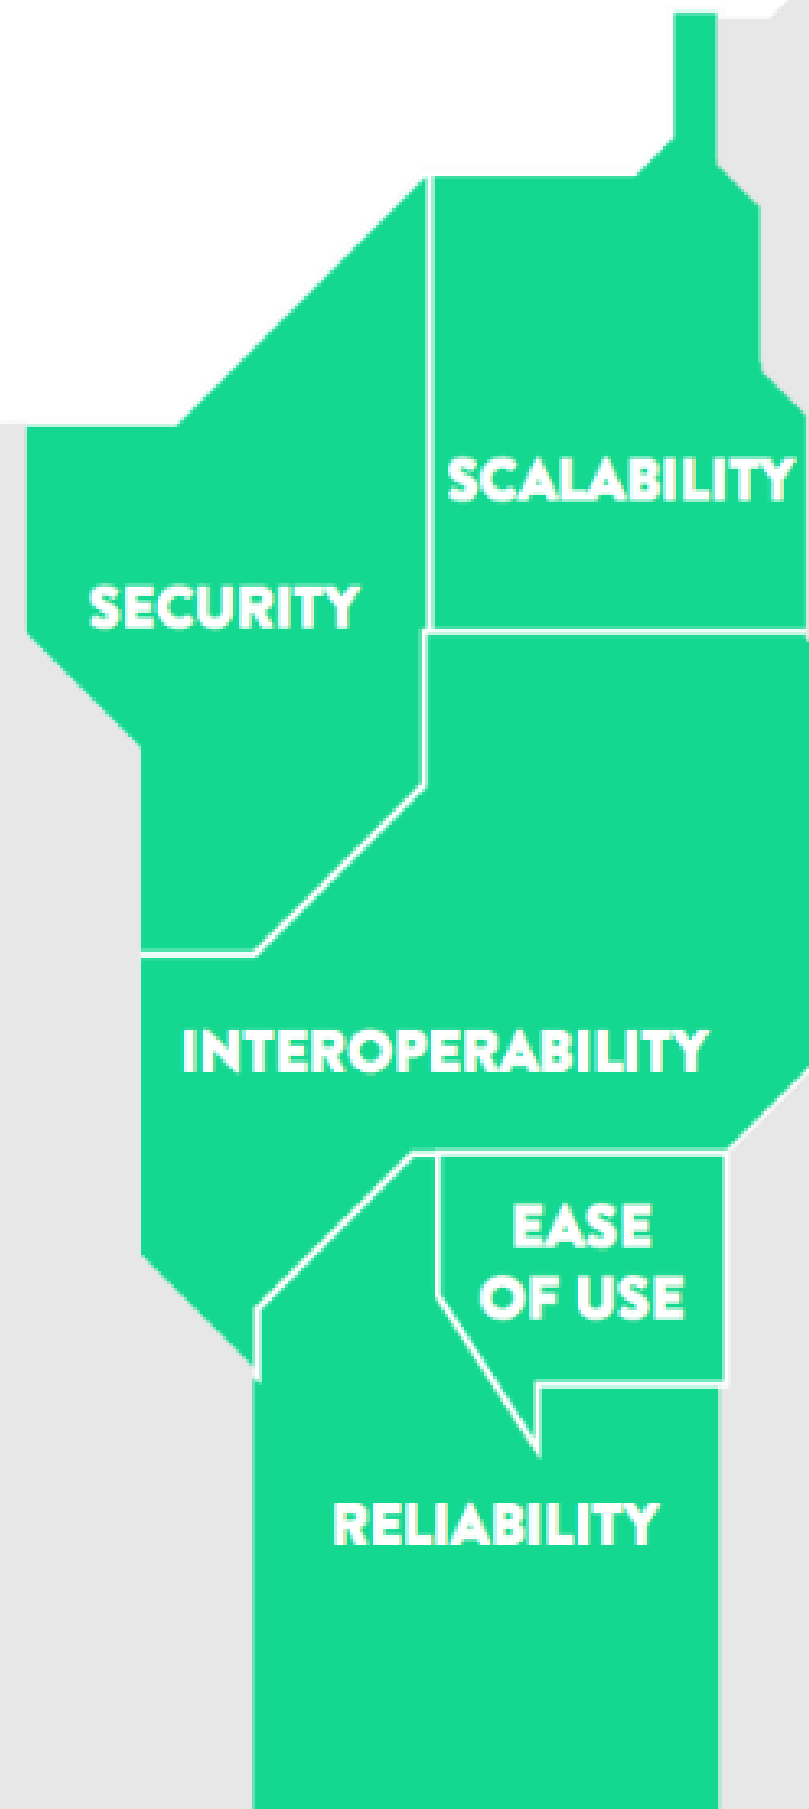 SCALABILITY
SECURITY
INTEROPERABILITY
EASE
OF USE
RELIABILITY